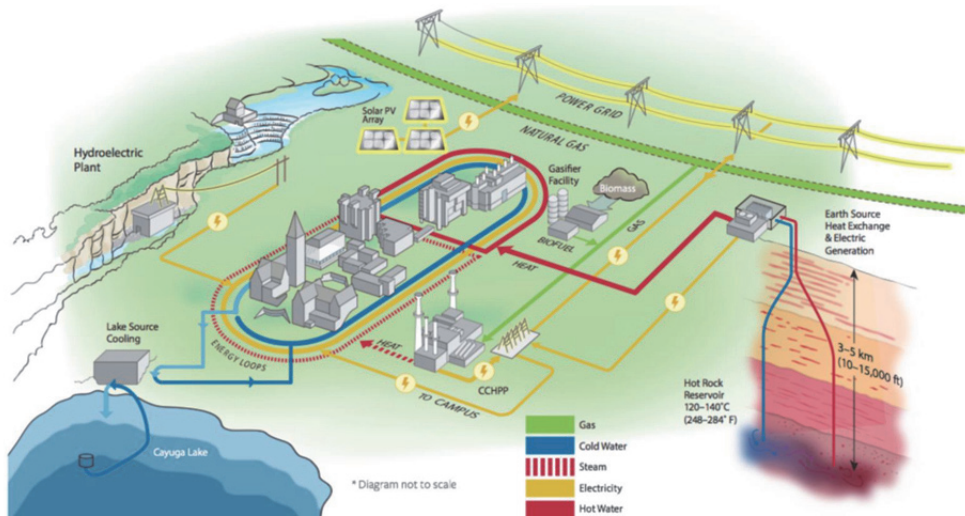 POWER GRID
NATURAL GAS
Solar PV
Array
Hydroelectric
Plant
Gasifier
Facility
Biomass
BIOFUEL
GAS
HEAT
Earth Source
Heat Exchange
& Electric
Generation
Lake Source
Cooling
ENERGY LOOPS
HEAT
CCHPP
TO CAMPUS
3–5 km
(10–15,000 ft)
Hot Rock
Reservoir
120–140°C
(248–284° F)
Cayuga Lake
* Diagram not to scale
Gas
Cold Water
Steam
Electricity
Hot Water